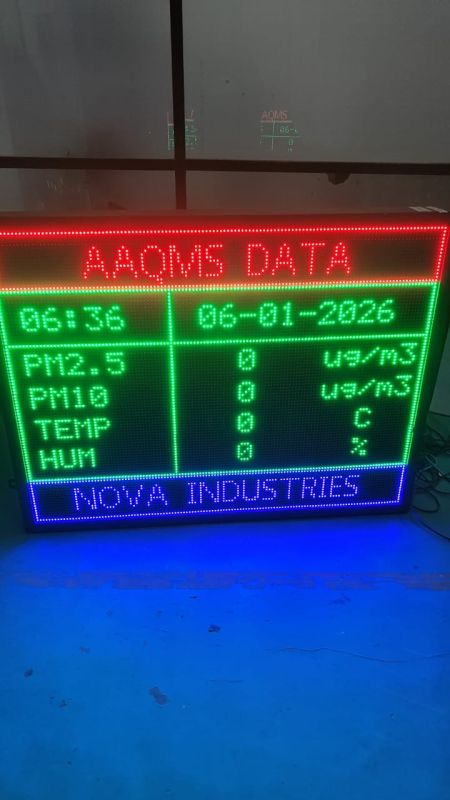 AAQMS DATA
06:36 06-01-2026
PM2.5 0 ug/m3
PM10 0 ug/m3
TEMP 0 C
HUM 0 %
NOVA INDUSTRIES